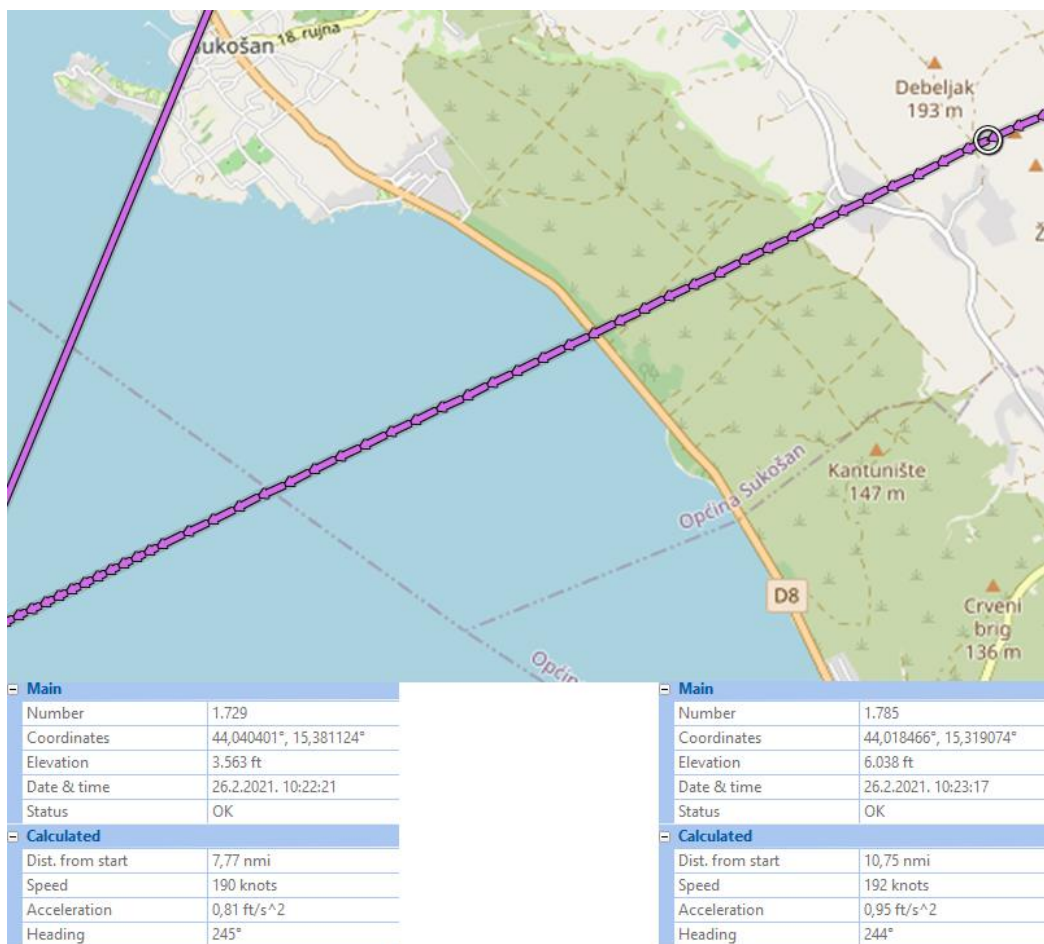 Sukošan
18. rujna
Debeljak
193 m
Ž
Kantunište
147 m
Općina Sukošan
D8
Crveni
brig
136 m
Općin
Main
Number 1.729
Coordinates 44,040401°, 15,381124°
Elevation 3.563 ft
Date & time 26.2.2021. 10:22:21
Status OK
Calculated
Dist. from start 7,77 nmi
Speed 190 knots
Acceleration 0,81 ft/s^2
Heading 245°
Main
Number 1.785
Coordinates 44,018466°, 15,319074°
Elevation 6.038 ft
Date & time 26.2.2021. 10:23:17
Status OK
Calculated
Dist. from start 10,75 nmi
Speed 192 knots
Acceleration 0,95 ft/s^2
Heading 244°